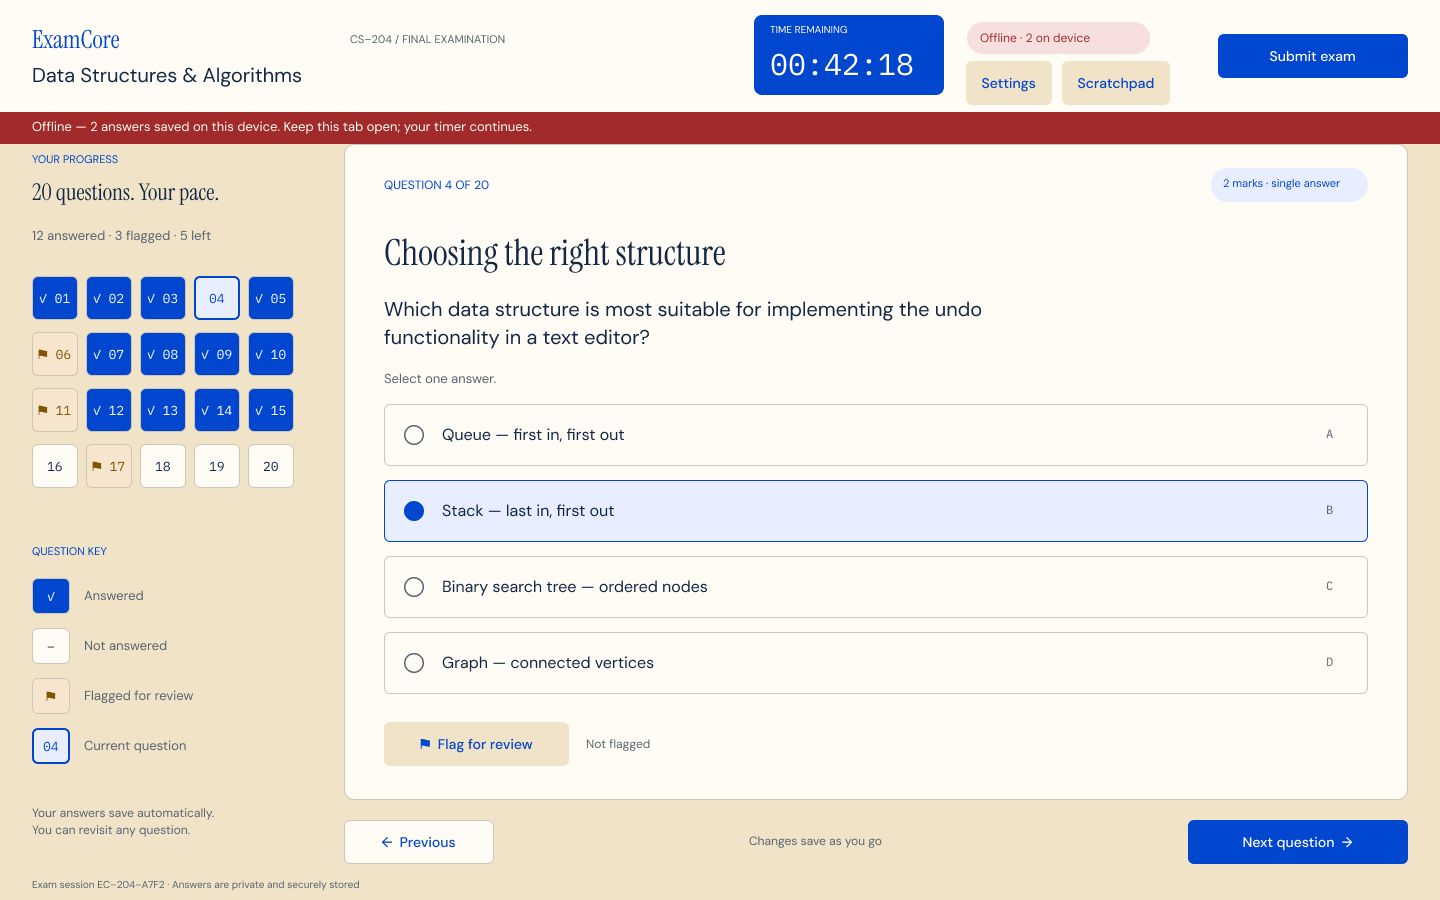 ExamCore
Data Structures & Algorithms
CS–204 / FINAL EXAMINATION
TIME REMAINING
00:42:18
Offline · 2 on device
Settings
Scratchpad
Submit exam
Offline — 2 answers saved on this device. Keep this tab open; your timer continues.
YOUR PROGRESS
20 questions. Your pace.
12 answered · 3 flagged · 5 left
✓ 01 ✓ 02 ✓ 03 04 ✓ 05
⚑ 06 ✓ 07 ✓ 08 ✓ 09 ✓ 10
⚑ 11 ✓ 12 ✓ 13 ✓ 14 ✓ 15
16 ⚑ 17 18 19 20
QUESTION KEY
✓ Answered
– Not answered
⚑ Flagged for review
04 Current question
Your answers save automatically.
You can revisit any question.
QUESTION 4 OF 20
2 marks · single answer
Choosing the right structure
Which data structure is most suitable for implementing the undo
functionality in a text editor?
Select one answer.
Queue — first in, first out A
Stack — last in, first out B
Binary search tree — ordered nodes C
Graph — connected vertices D
⚑ Flag for review
Not flagged
← Previous
Changes save as you go
Next question →
Exam session EC–204–A7F2 · Answers are private and securely stored